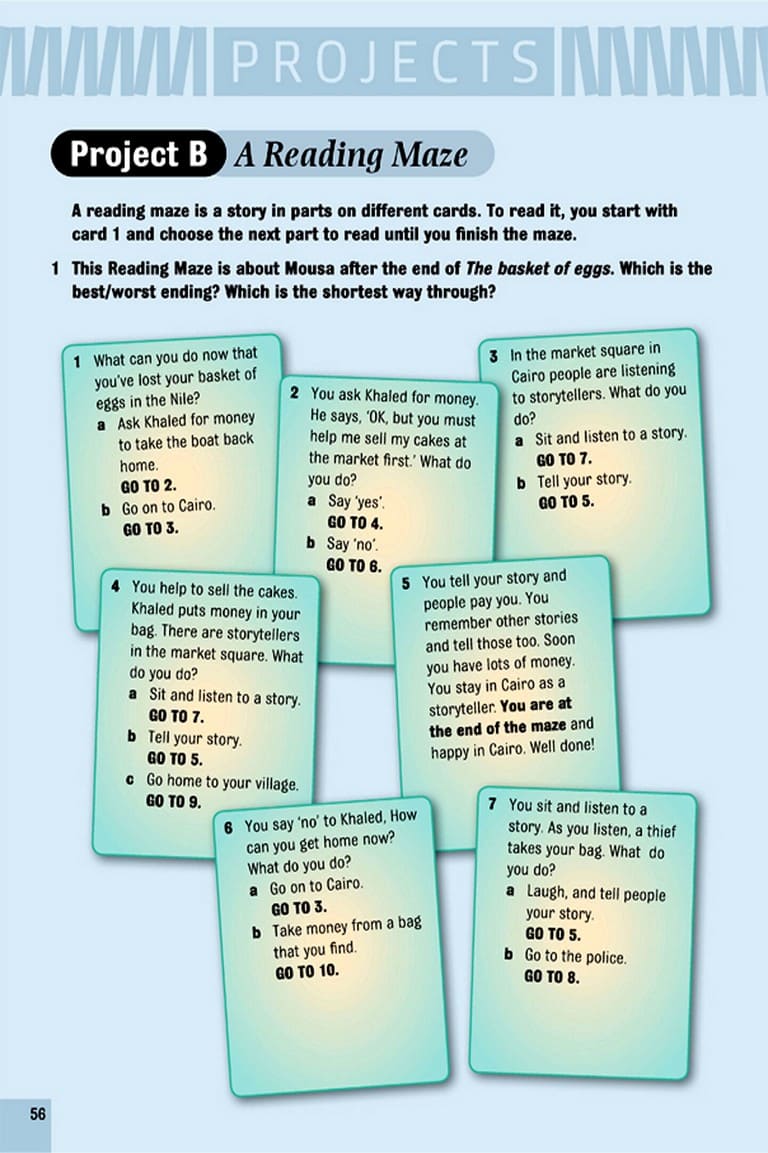 PROJECTS
Project B A Reading Maze
A reading maze is a story in parts on different cards. To read it, you start with
card 1 and choose the next part to read until you finish the maze.
1 This Reading Maze is about Mousa after the end of The basket of eggs. Which is the
best/worst ending? Which is the shortest way through?
1 What can you do now that
you've lost your basket of
eggs in the Nile?
a Ask Khaled for money
to take the boat back
home.
GO TO 2.
b Go on to Cairo.
GO TO 3.
2 You ask Khaled for money.
He says, 'OK, but you must
help me sell my cakes at
the market first.' What do
you do?
a Say 'yes'.
GO TO 4.
b Say 'no'.
GO TO 6.
3 In the market square in
Cairo people are listening
to storytellers. What do you
do?
a Sit and listen to a story.
GO TO 7.
b Tell your story.
GO TO 5.
4 You help to sell the cakes.
Khaled puts money in your
bag. There are storytellers
in the market square. What
do you do?
a Sit and listen to a story.
GO TO 7.
b Tell your story.
GO TO 5.
c Go home to your village.
GO TO 9.
5 You tell your story and
people pay you. You
remember other stories
and tell those too. Soon
you have lots of money.
You stay in Cairo as a
storyteller. You are at
the end of the maze and
happy in Cairo. Well done!
6 You say 'no' to Khaled, How
can you get home now?
What do you do?
a Go on to Cairo.
GO TO 3.
b Take money from a bag
that you find.
GO TO 10.
7 You sit and listen to a
story. As you listen, a thief
takes your bag. What do
you do?
a Laugh, and tell people
your story.
GO TO 5.
b Go to the police.
GO TO 8.
56